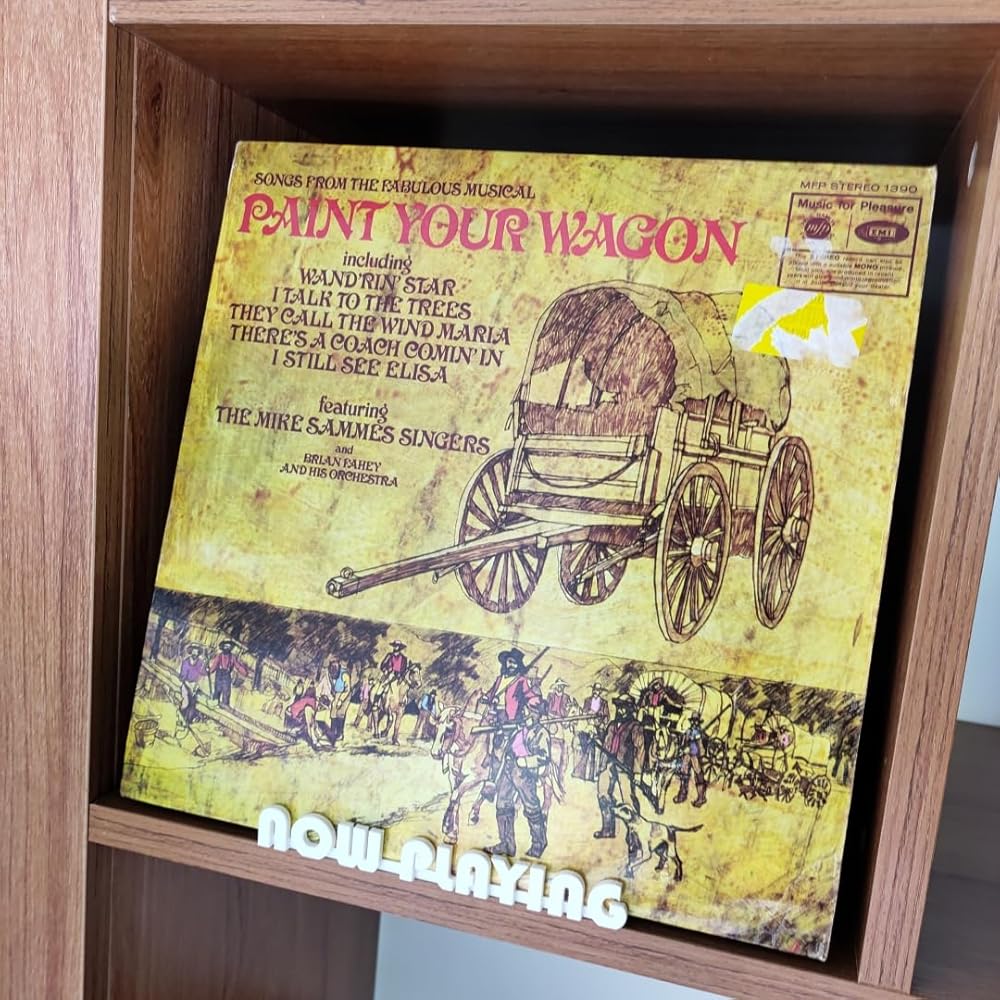 SONGS FROM THE FABULOUS MUSICAL
PAINT YOUR WAGON
including
WAND'RIN' STAR
I TALK TO THE TREES
THEY CALL THE WIND MARIA
THERE'S A COACH COMIN' IN
I STILL SEE ELISA
featuring
THE MIKE SAMMES SINGERS
and
BRIAN FAHEY
AND HIS ORCHESTRA
MFP STEREO 1390
Music for Pleasure
mfp
EMI
NOW PLAYING